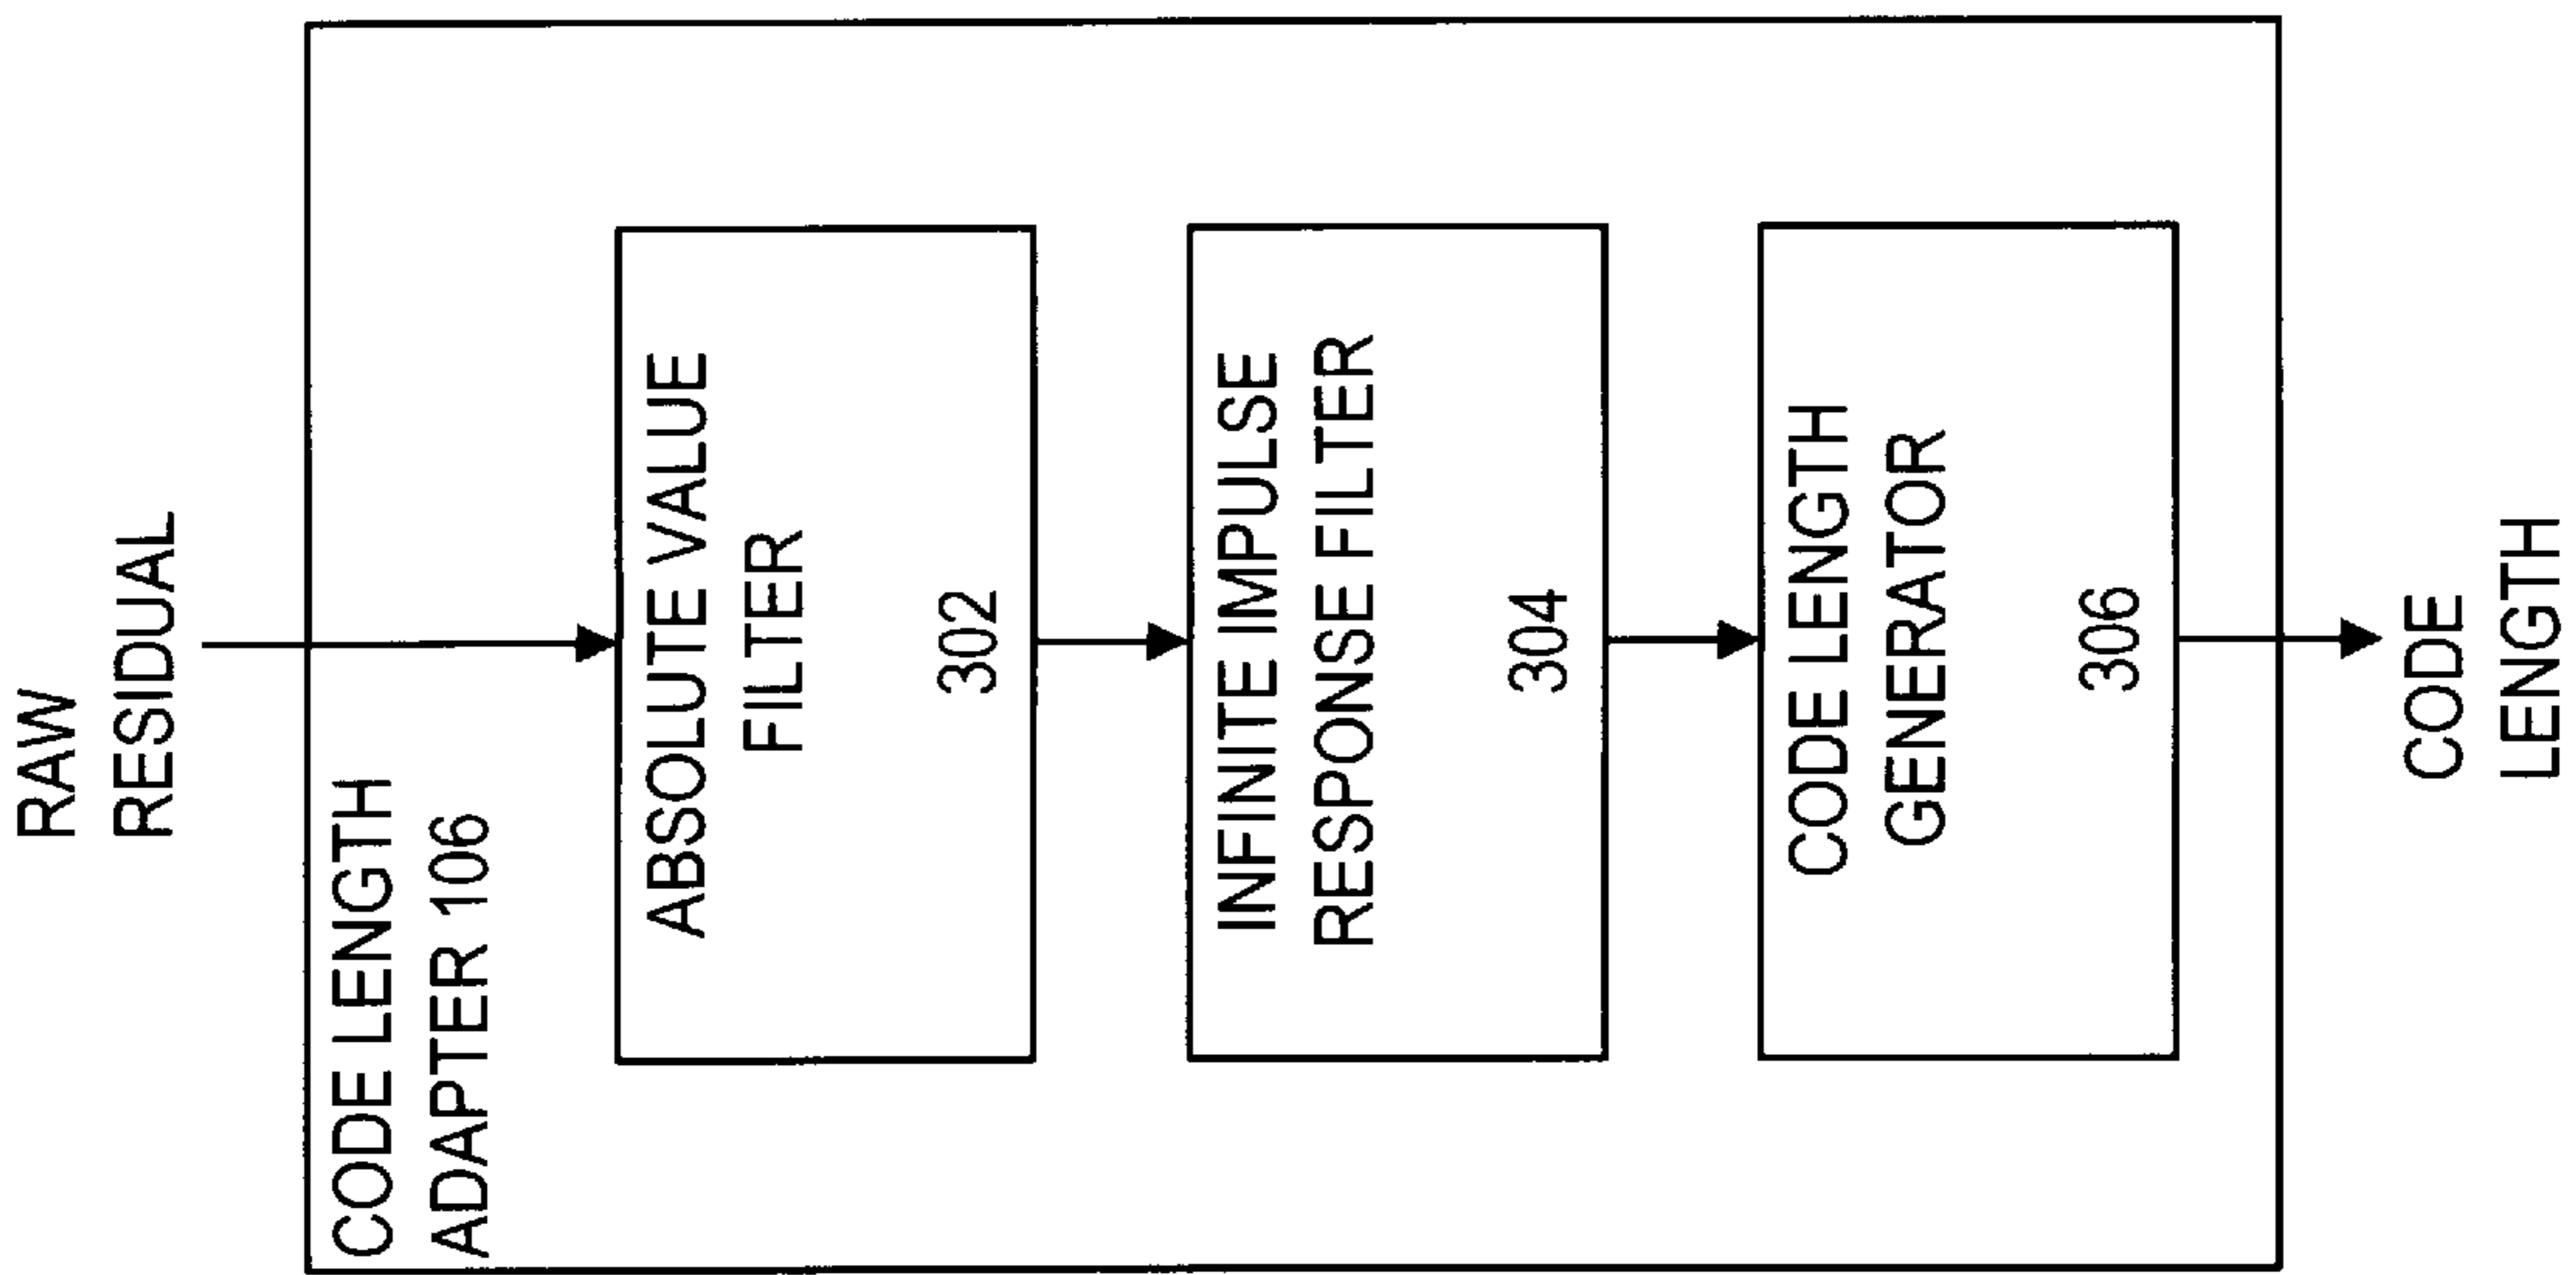 RAW
RESIDUAL
CODE LENGTH
ADAPTER 106
ABSOLUTE VALUE
FILTER
302
INFINITE IMPULSE
RESPONSE FILTER
304
CODE LENGTH
GENERATOR
306
CODE
LENGTH